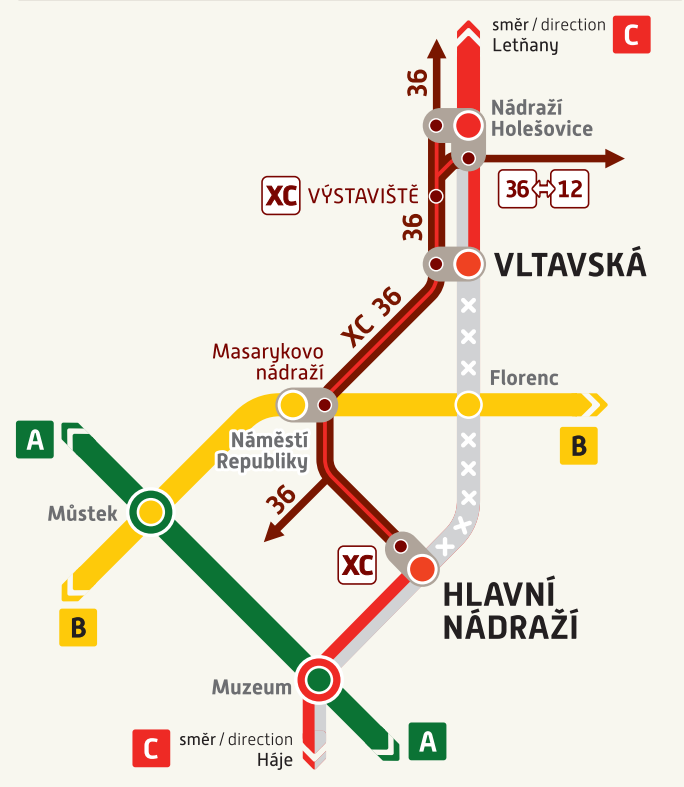 směr / direction
Letňany
C
36
Nádraží
Holešovice
XC VÝSTAVIŠTĚ
36 ⇔ 12
36
VLTAVSKÁ
XC 36
Masarykovo
nádraží
Florenc
A
Náměstí
Republiky
B
36
Můstek
XC
HLAVNÍ
NÁDRAŽÍ
B
Muzeum
C
směr / direction
Háje
A